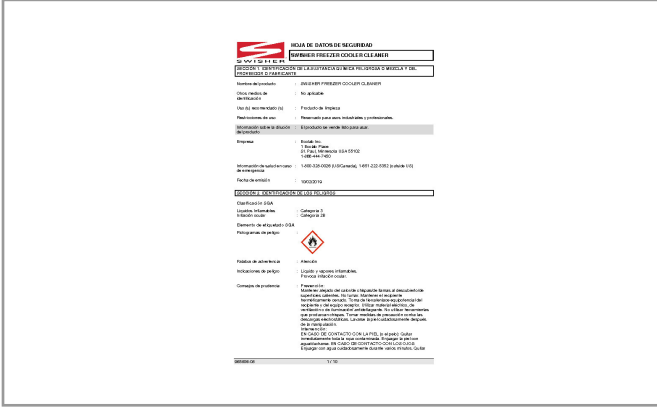 HOJA DE DATOS DE SEGURIDAD
SWISHER FREEZER COOLER CLEANER
SWISHER
SECCIÓN 1. IDENTIFICACIÓN DE LA SUSTANCIA QUÍMICA PELIGROSA O MEZCLA Y DEL
PROVEEDOR O FABRICANTE
Nombre del producto : SWISHER FREEZER COOLER CLEANER
Otros medios de : No aplicable
identificación
Uso(s) recomendado(s) : Producto de limpieza
Restricciones de uso : Reservado para usos industriales y profesionales.
Información sobre la dilución : El producto se vende listo para usar.
del producto
Empresa : Ecolab Inc.
1 Ecolab Place
St. Paul, Minnesota USA 55102
Información de salud en caso : 1-800-328-0026 (US/Canada), 1-651-222-5352 (outside US)
de emergencia
Fecha de emisión :
SECCIÓN 2. IDENTIFICACIÓN DE LOS PELIGROS
Clasificación SGA
Líquidos inflamables : Categoría 3
Irritación ocular : Categoría 2B
Elemento de etiquetado SGA
Pictogramas de peligro :
Palabra de advertencia : Atención
Indicaciones de peligro : Líquido y vapores inflamables.
Provoca irritación ocular.
Consejos de prudencia : Prevención:
Mantener alejado del calor/de chispas/de llamas al descubierto/de
superficies calientes. No fumar. Mantener el recipiente
herméticamente cerrado. Toma de tierra/enlace equipotencial del
recipiente y del equipo receptor. Utilizar material eléctrico, de
ventilación o de iluminación/ antideflagrante. No utilizar herramientas
que produzcan chispas. Tomar medidas de precaución contra las
descargas electrostáticas. Lavarse la piel cuidadosamente después
de la manipulación.
Intervención:
EN CASO DE CONTACTO CON LA PIEL (o el pelo): Quitar
inmediatamente toda la ropa contaminada. Enjuagar la piel con
agua/ducharse. EN CASO DE CONTACTO CON LOS OJOS:
Enjuagar con agua cuidadosamente durante varios minutos. Quitar
1 / 10